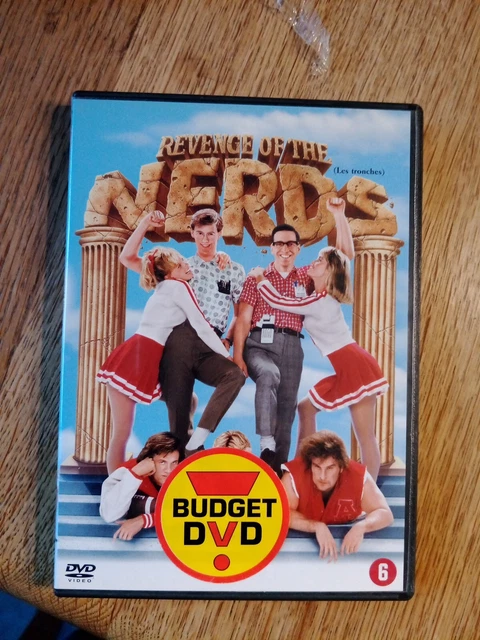 REVENGE OF THE
NERDS
(Les tronches)
BUDGET
DVD
DVD
VIDEO
6